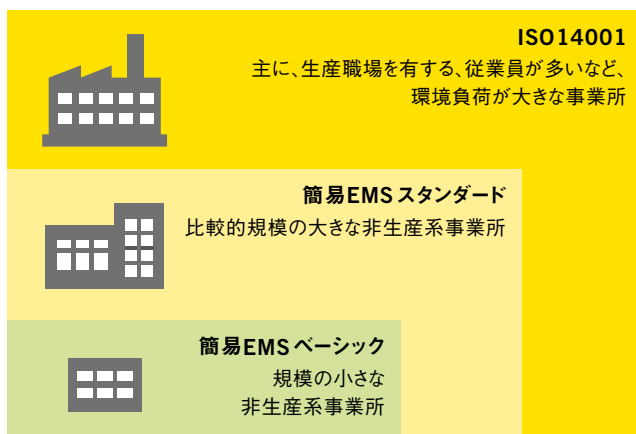 ISO14001
主に、生産職場を有する、従業員が多いなど、
環境負荷が大きな事業所
簡易EMSスタンダード
比較的規模の大きな非生産系事業所
簡易EMSベーシック
規模の小さな
非生産系事業所